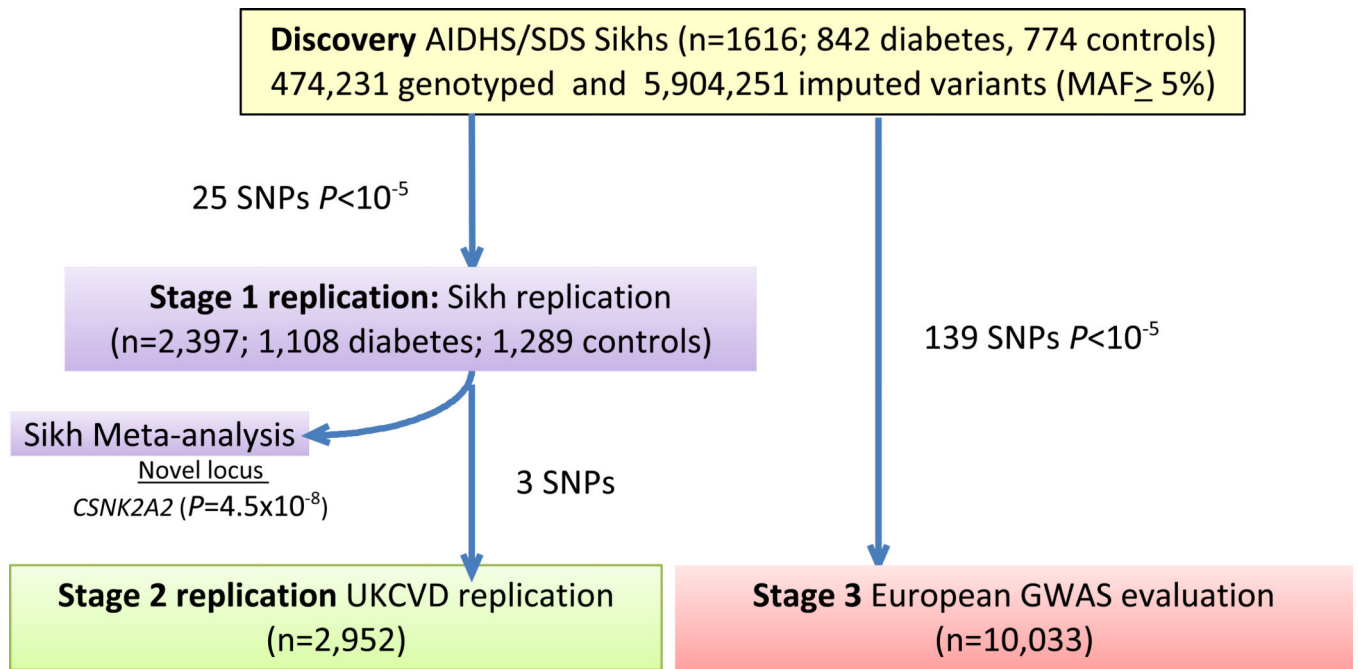 Discovery AIDHS/SDS Sikhs (n=1616; 842 diabetes, 774 controls)
474,231 genotyped and 5,904,251 imputed variants (MAF≥ 5%)
25 SNPs P<10⁻⁵
Stage 1 replication: Sikh replication
(n=2,397; 1,108 diabetes; 1,289 controls)
139 SNPs P<10⁻⁵
Sikh Meta-analysis
Novel locus
CSNK2A2 (P=4.5x10⁻⁸)
3 SNPs
Stage 2 replication UKCVD replication
(n=2,952)
Stage 3 European GWAS evaluation
(n=10,033)